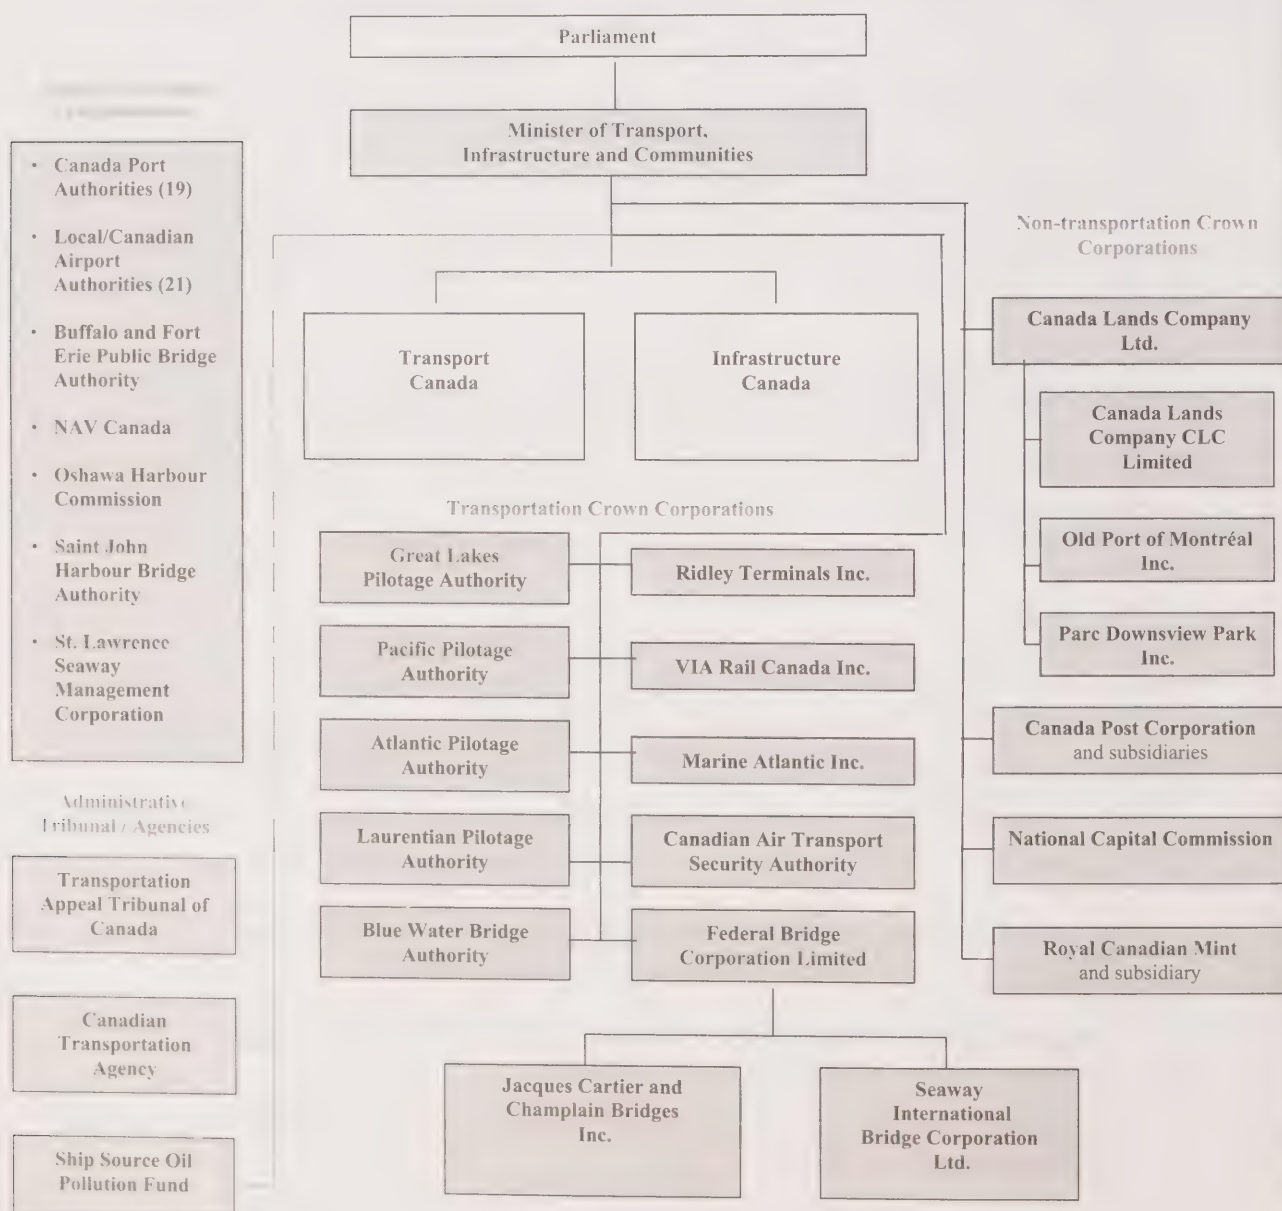 Parliament
Minister of Transport,
Infrastructure and Communities
• Canada Port
Authorities (19)
• Local/Canadian
Airport
Authorities (21)
• Buffalo and Fort
Erie Public Bridge
Authority
• NAV Canada
• Oshawa Harbour
Commission
• Saint John
Harbour Bridge
Authority
• St. Lawrence
Seaway
Management
Corporation
Administrative
Tribunal / Agencies
Transportation
Appeal Tribunal of
Canada
Canadian
Transportation
Agency
Ship Source Oil
Pollution Fund
Transport
Canada
Infrastructure
Canada
Transportation Crown Corporations
Great Lakes
Pilotage Authority
Pacific Pilotage
Authority
Atlantic Pilotage
Authority
Laurentian Pilotage
Authority
Blue Water Bridge
Authority
Ridley Terminals Inc.
VIA Rail Canada Inc.
Marine Atlantic Inc.
Canadian Air Transport
Security Authority
Federal Bridge
Corporation Limited
Jacques Cartier and
Champlain Bridges
Inc.
Seaway
International
Bridge Corporation
Ltd.
Non-transportation Crown
Corporations
Canada Lands Company
Ltd.
Canada Lands
Company CLC
Limited
Old Port of Montréal
Inc.
Parc Downsview Park
Inc.
Canada Post Corporation
and subsidiaries
National Capital Commission
Royal Canadian Mint
and subsidiary